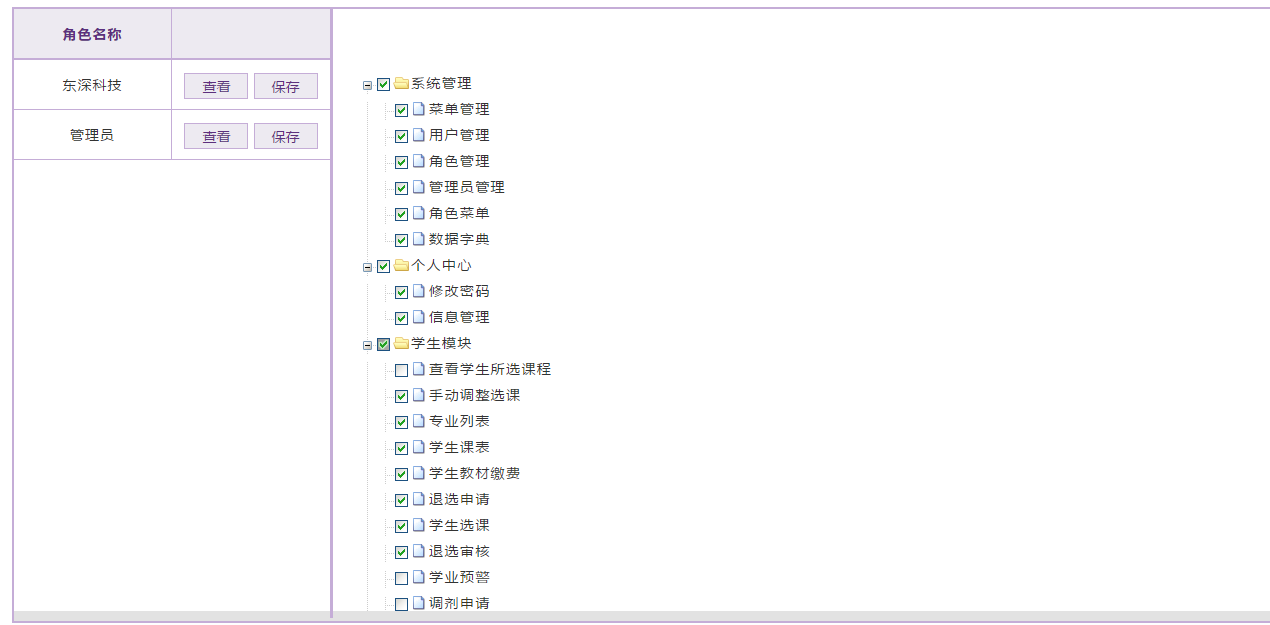 角色名称
东深科技 查看 保存
管理员 查看 保存
系统管理
菜单管理
用户管理
角色管理
管理员管理
角色菜单
数据字典
个人中心
修改密码
信息管理
学生模块
查看学生所选课程
手动调整选课
专业列表
学生课表
学生教材缴费
退选申请
学生选课
退选审核
学业预警
调剂申请